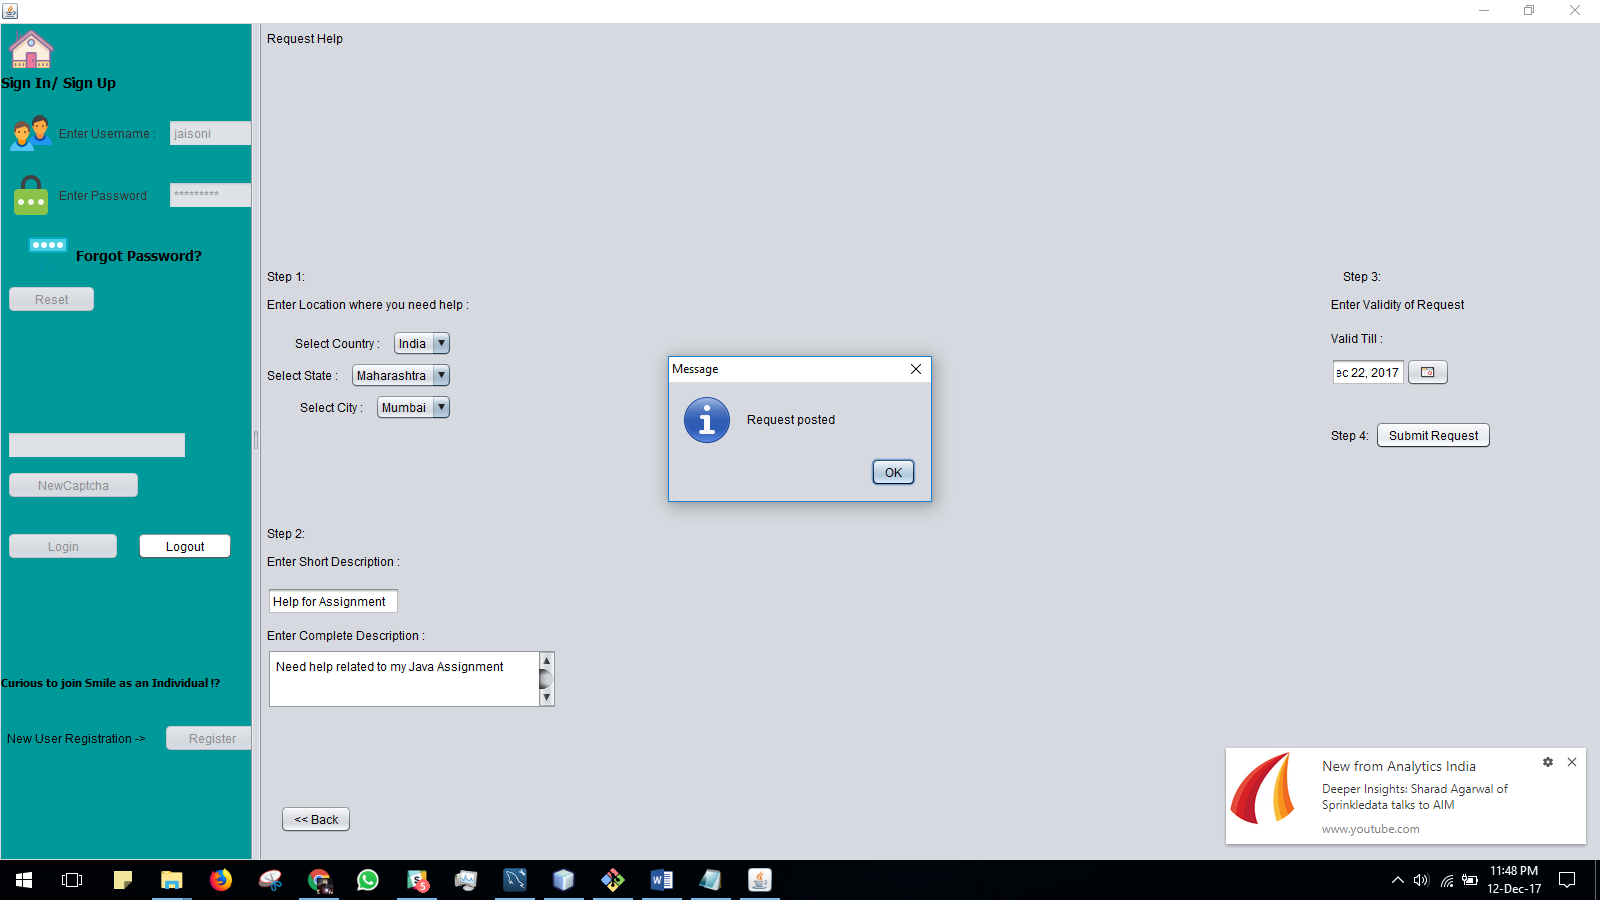 Request Help
Sign In/ Sign Up
Enter Username :
jaisoni
Enter Password
*********
Forgot Password?
Reset
NewCaptcha
Login
Logout
Curious to join Smile as an Individual !?
New User Registration ->
Register
Step 1:
Enter Location where you need help :
Select Country :
India
Select State :
Maharashtra
Select City :
Mumbai
Step 2:
Enter Short Description :
Help for Assignment
Enter Complete Description :
Need help related to my Java Assignment
<< Back
Message
Request posted
OK
Step 3:
Enter Validity of Request
Valid Till :
ec 22, 2017
Step 4:
Submit Request
New from Analytics India
Deeper Insights: Sharad Agarwal of
Sprinkledata talks to AIM
www.youtube.com
5
11:48 PM
12-Dec-17